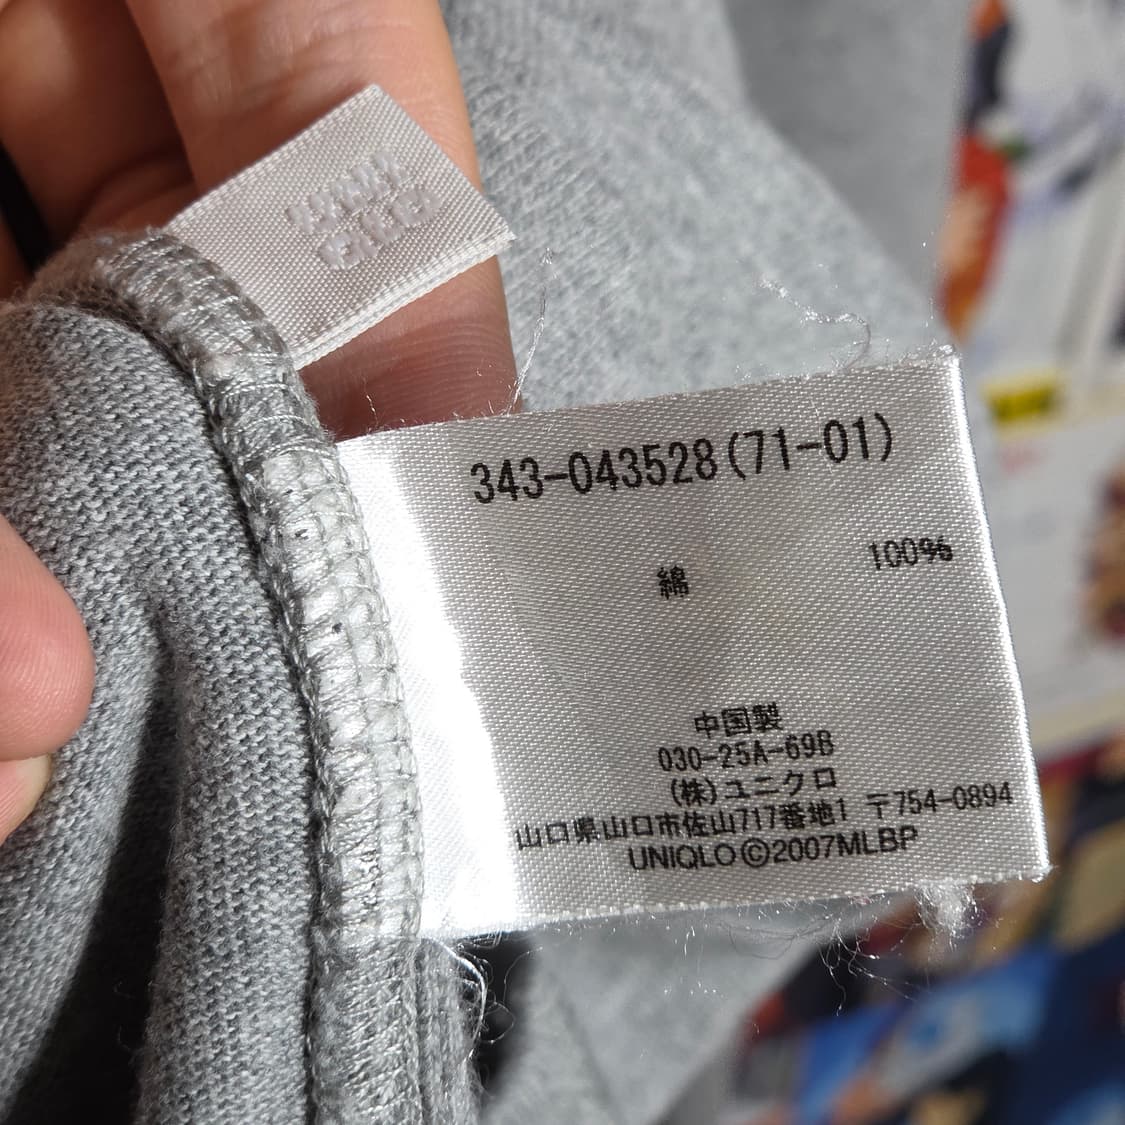 343-043528(71-01)
綿 100%
中国製
030-25A-69B
(株)ユニクロ
山口県山口市佐山717番地1 〒754-0894
UNIQLO©2007MLBP